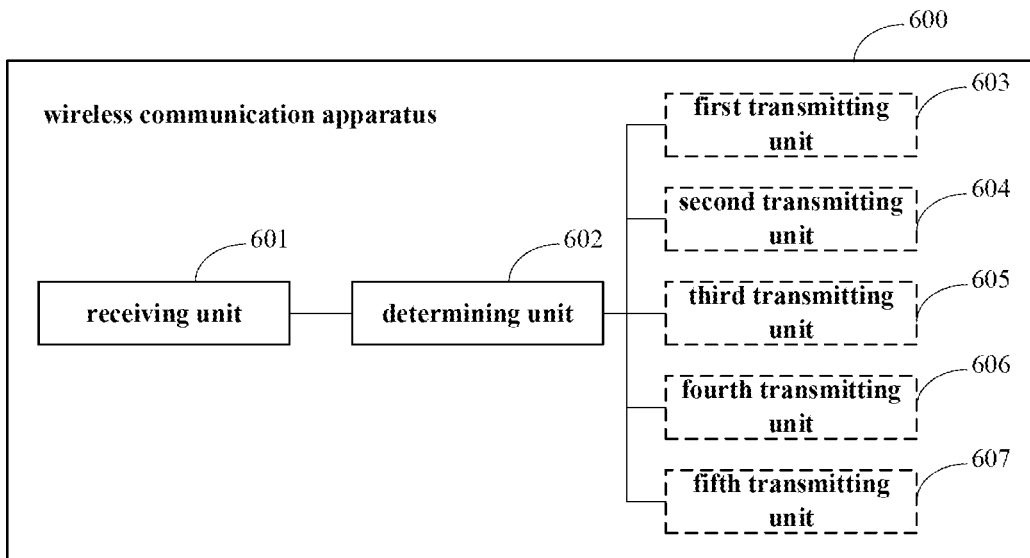 600
wireless communication apparatus
first transmitting
unit
603
second transmitting
unit
604
601
receiving unit
602
determining unit
third transmitting
unit
605
fourth transmitting
unit
606
fifth transmitting
unit
607